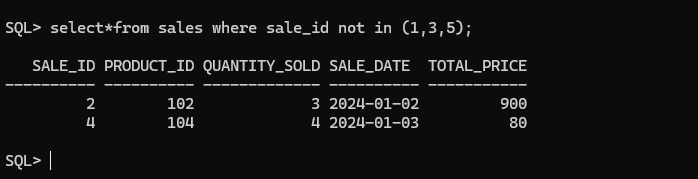 SQL> select*from sales where sale_id not in (1,3,5);
   SALE_ID PRODUCT_ID QUANTITY_SOLD SALE_DATE  TOTAL_PRICE
---------- ---------- ------------- ---------- -----------
         2        102             3 2024-01-02         900
         4        104             4 2024-01-03          80
SQL>